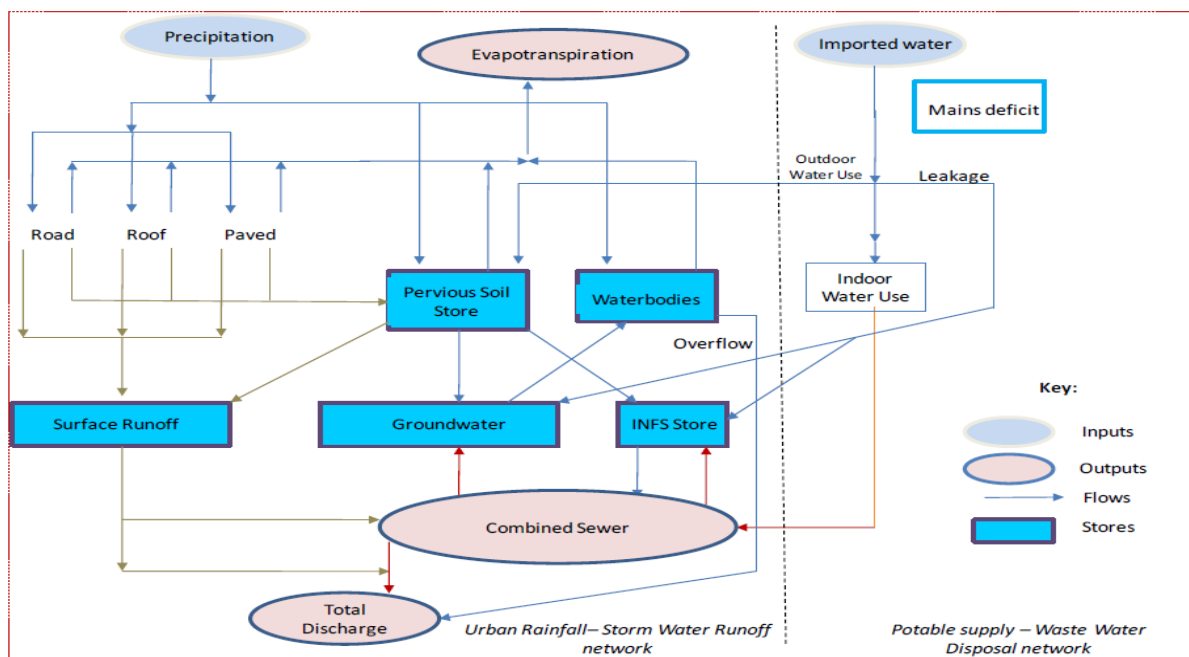 Precipitation
Evapotranspiration
Imported water
Mains deficit
Outdoor
Water Use
Leakage
Road
Roof
Paved
Pervious Soil
Store
Waterbodies
Indoor
Water Use
Overflow
Surface Runoff
Groundwater
INFS Store
Key:
Inputs
Outputs
Flows
Stores
Combined Sewer
Total
Discharge
Urban Rainfall– Storm Water Runoff
network
Potable supply – Waste Water
Disposal network